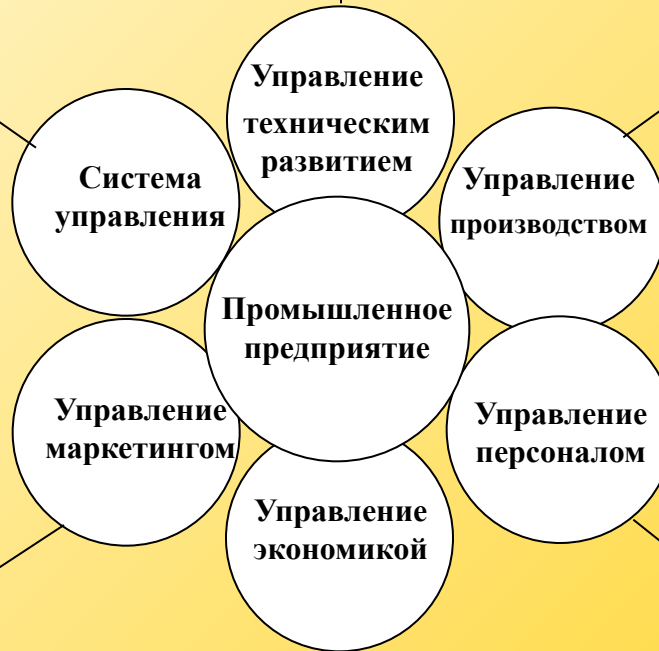 Управление
техническим
развитием
Система
управления
Управление
производством
Промышленное
предприятие
Управление
маркетингом
Управление
персоналом
Управление
экономикой